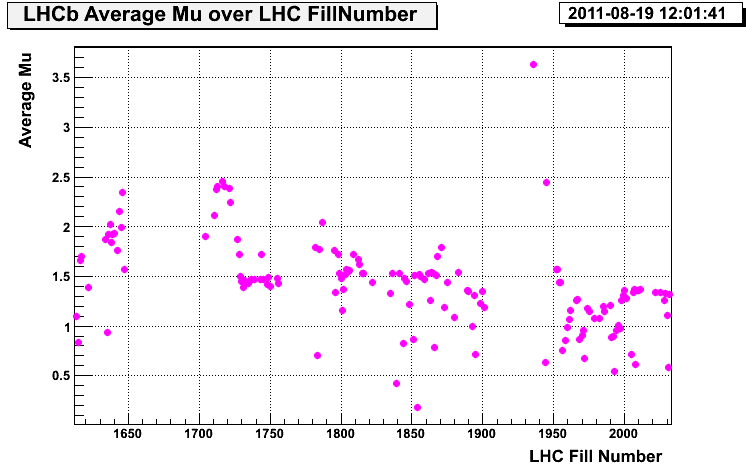 LHCb Average Mu over LHC FillNumber
2011-08-19 12:01:41
Average Mu
3.5
3
2.5
2
1.5
1
0.5
1650 1700 1750 1800 1850 1900 1950 2000
LHC Fill Number